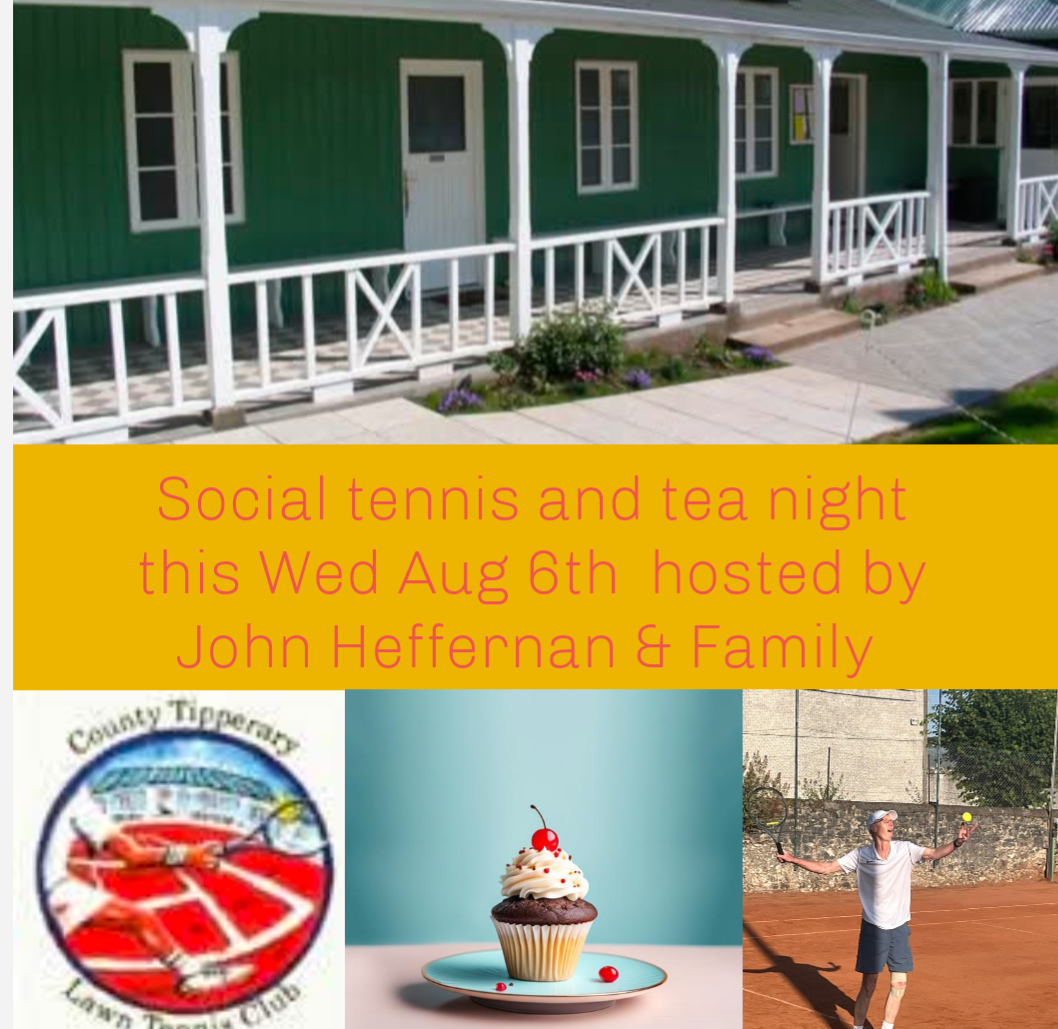 Social tennis and tea night
this Wed Aug 6th hosted by
John Heffernan & Family
County Tipperary
Lawn Tennis Club